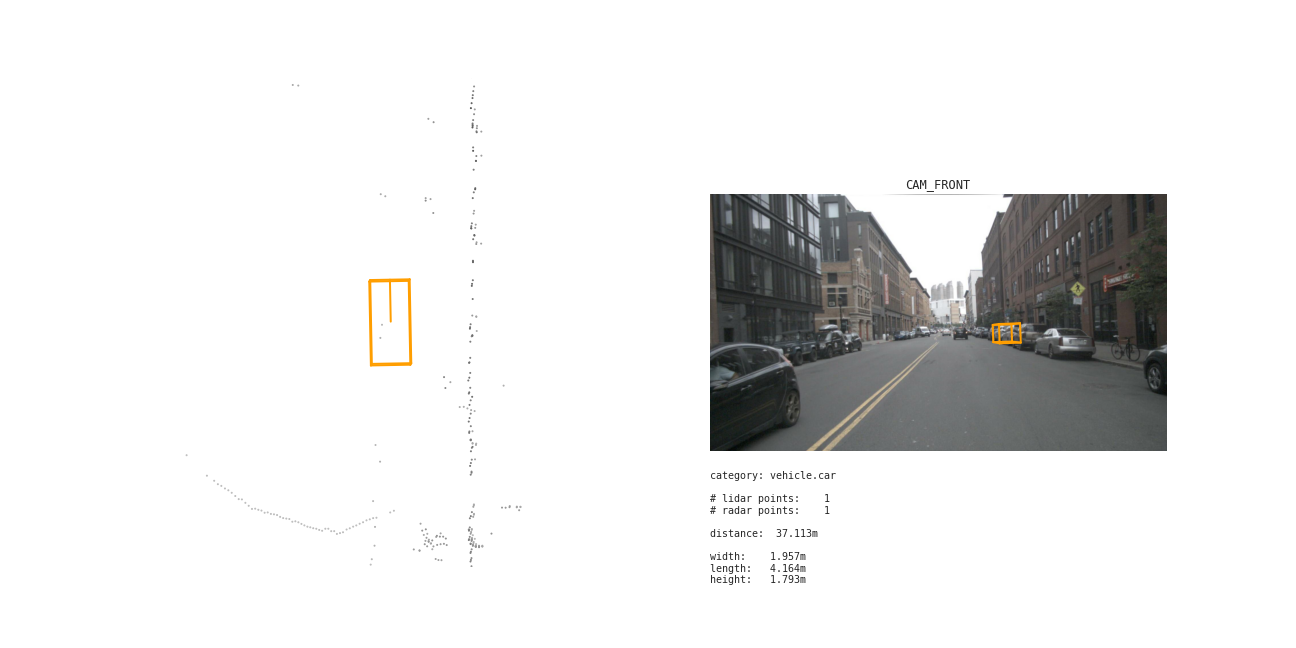 CAM_FRONT
category: vehicle.car
# lidar points:    1
# radar points:    1
distance:  37.113m
width:    1.957m
length:   4.164m
height:   1.793m